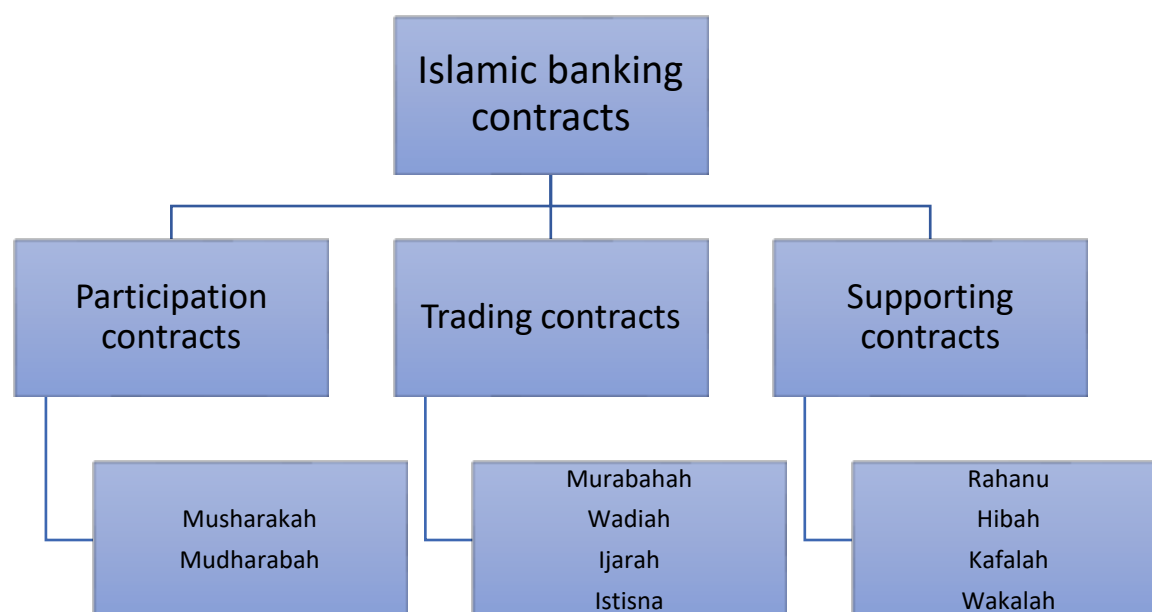 Islamic banking
contracts
Participation
contracts
Trading contracts
Supporting
contracts
Musharakah
Mudharabah
Murabahah
Wadiah
Ijarah
Istisna
Rahanu
Hibah
Kafalah
Wakalah